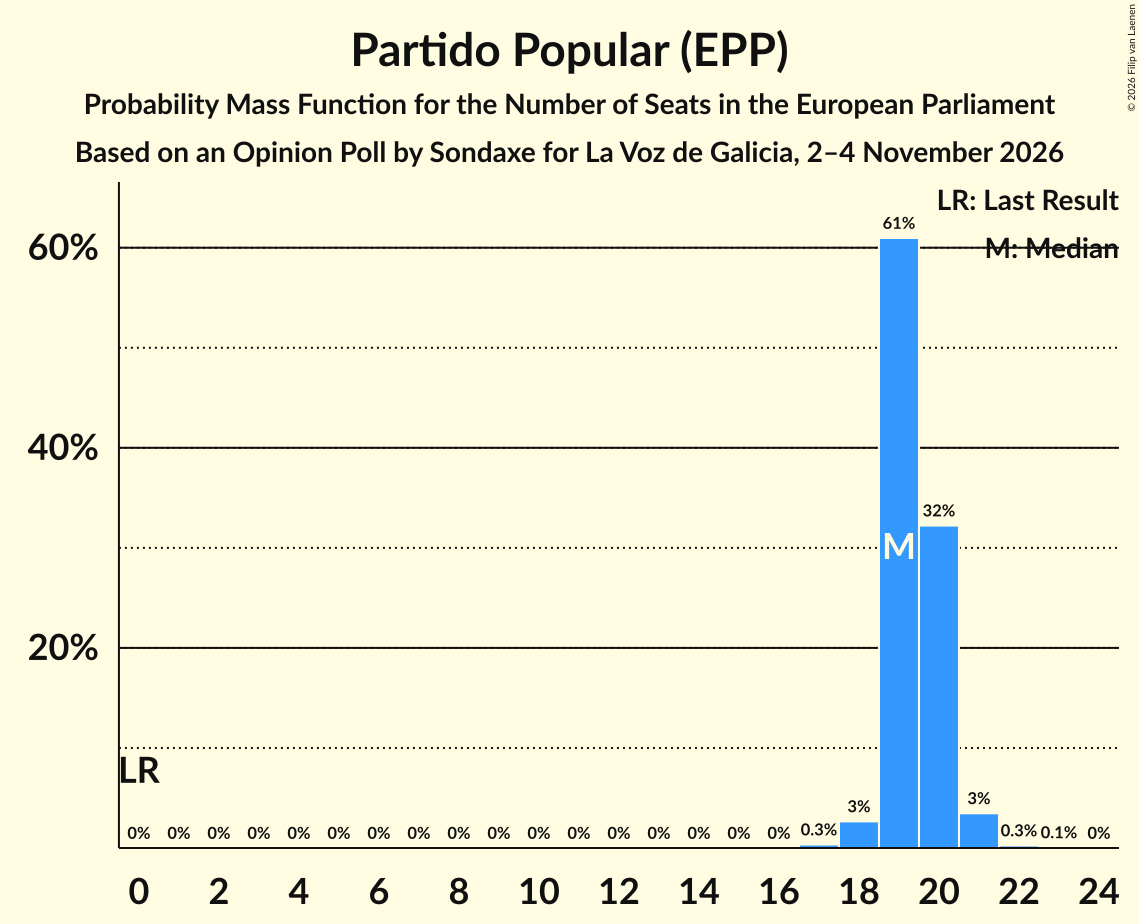 Partido Popular (EPP)
Probability Mass Function for the Number of Seats in the European Parliament
Based on an Opinion Poll by Sondaxe for La Voz de Galicia, 2–4 November 2026
© 2026 Filip van Laenen
LR: Last Result
M: Median
60%
40%
20%
61%
32%
M
LR
0% 0% 0% 0% 0% 0% 0% 0% 0% 0% 0% 0% 0% 0% 0% 0% 0% 0.3% 3% 3% 0.3% 0.1% 0%
0 2 4 6 8 10 12 14 16 18 20 22 24